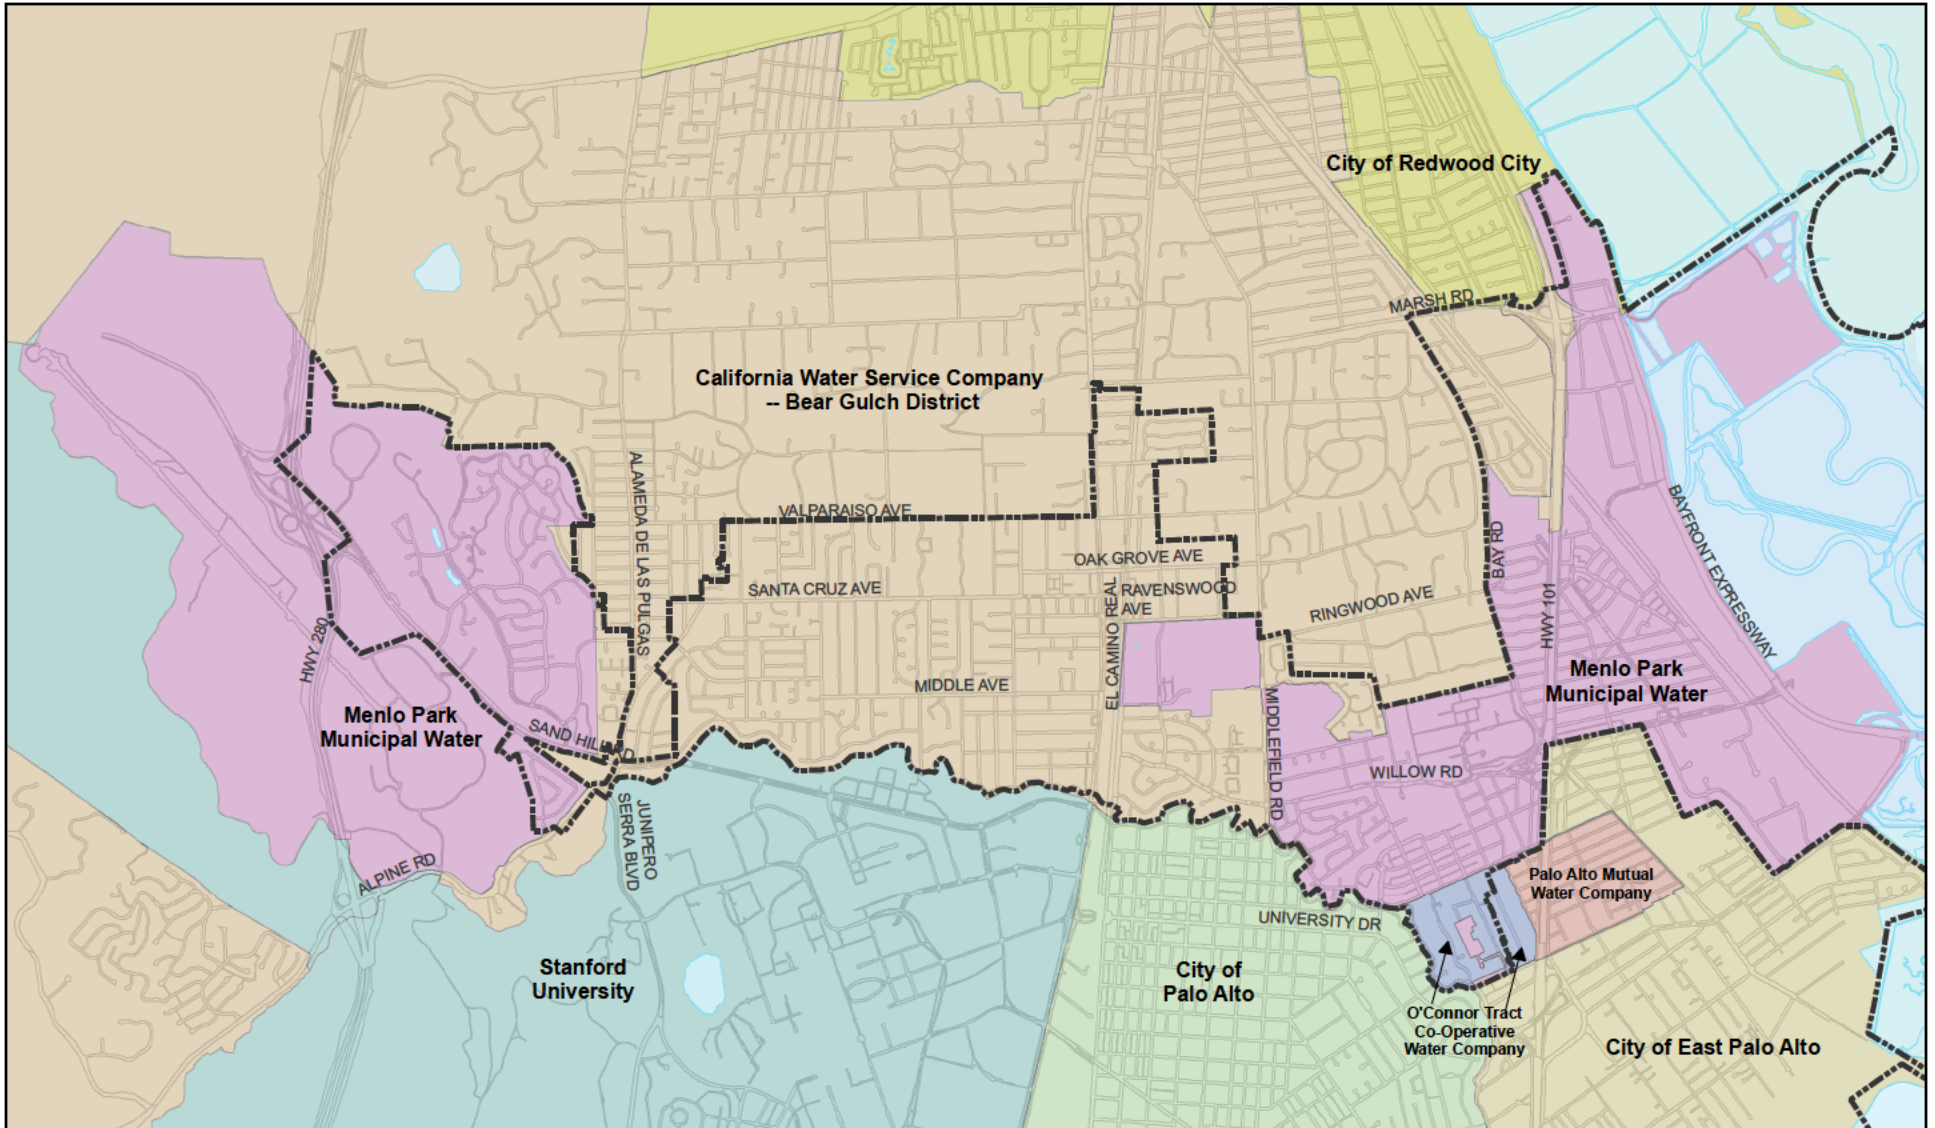 City of Redwood City
MARSH RD
California Water Service Company
-- Bear Gulch District
ALAMEDA DE LAS PULGAS
VALPARAISO AVE
BAY RD
BAYFRONT EXPRESSWAY
OAK GROVE AVE
SANTA CRUZ AVE
EL CAMINO REAL
RAVENSWOOD
AVE
RINGWOOD AVE
HWY 101
HWY 280
MIDDLE AVE
Menlo Park
Municipal Water
Menlo Park
Municipal Water
SAND HILL RD
MIDDLEFIELD RD
WILLOW RD
JUNIPERO
SERRA BLVD
ALPINE RD
Palo Alto Mutual
Water Company
UNIVERSITY DR
Stanford
University
City of
Palo Alto
O'Connor Tract
Co-Operative
Water Company
City of East Palo Alto